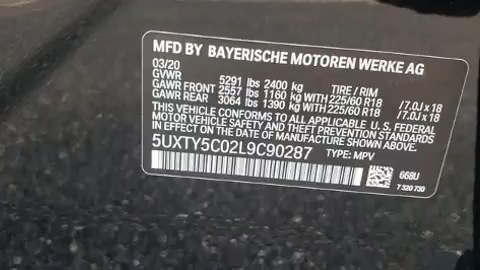 MFD BY BAYERISCHE MOTOREN WERKE AG
03/20
GVWR 5291 lbs 2400 kg TIRE / RIM
GAWR FRONT 2557 lbs 1160 kg WITH 225/60 R18 /7.0J x 18
GAWR REAR 3064 lbs 1390 kg WITH 225/60 R18 /7.0J x 18
THIS VEHICLE CONFORMS TO ALL APPLICABLE U.S. FEDERAL
MOTOR VEHICLE SAFETY AND THEFT PREVENTION STANDARDS
IN EFFECT ON THE DATE OF MANUFACTURE SHOWN ABOVE.
5UXTY5C02L9C90287 TYPE: MPV
668U
7 320 730